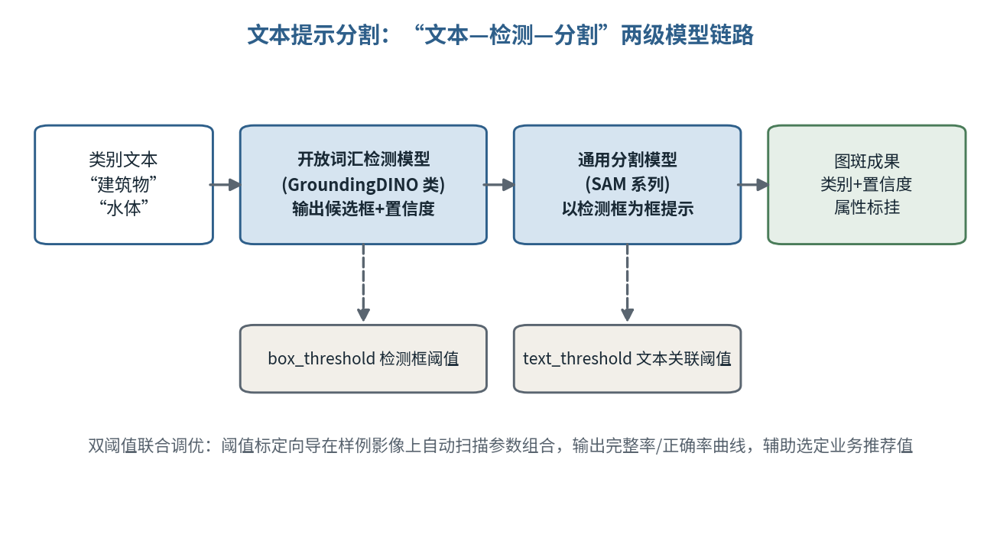 文本提示分割：“文本—检测—分割”两级模型链路
类别文本
“建筑物”
“水体”
开放词汇检测模型
(GroundingDINO 类)
输出候选框+置信度
通用分割模型
(SAM 系列)
以检测框为框提示
图斑成果
类别+置信度
属性标挂
box_threshold 检测框阈值
text_threshold 文本关联阈值
双阈值联合调优：阈值标定向导在样例影像上自动扫描参数组合，输出完整率/正确率曲线，辅助选定业务推荐值